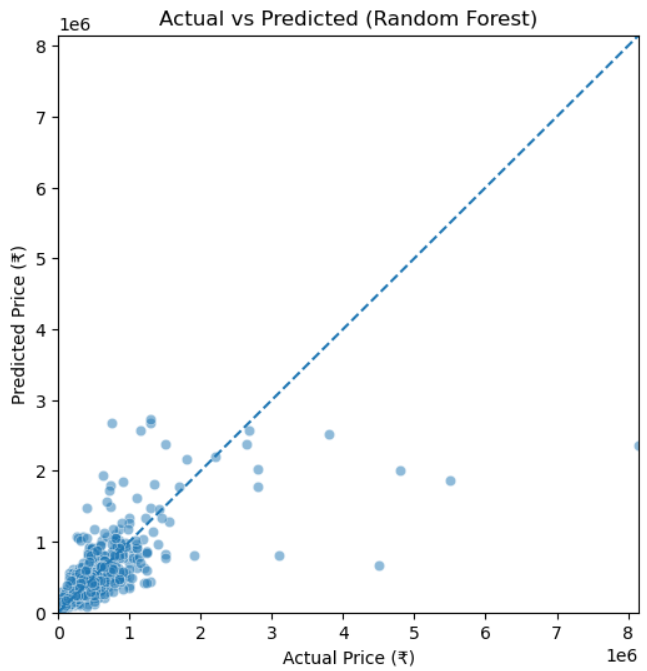 Actual vs Predicted (Random Forest)
1e6
8
7
6
5
4
3
2
1
0
Predicted Price (₹)
0 1 2 3 4 5 6 7 8
1e6
Actual Price (₹)